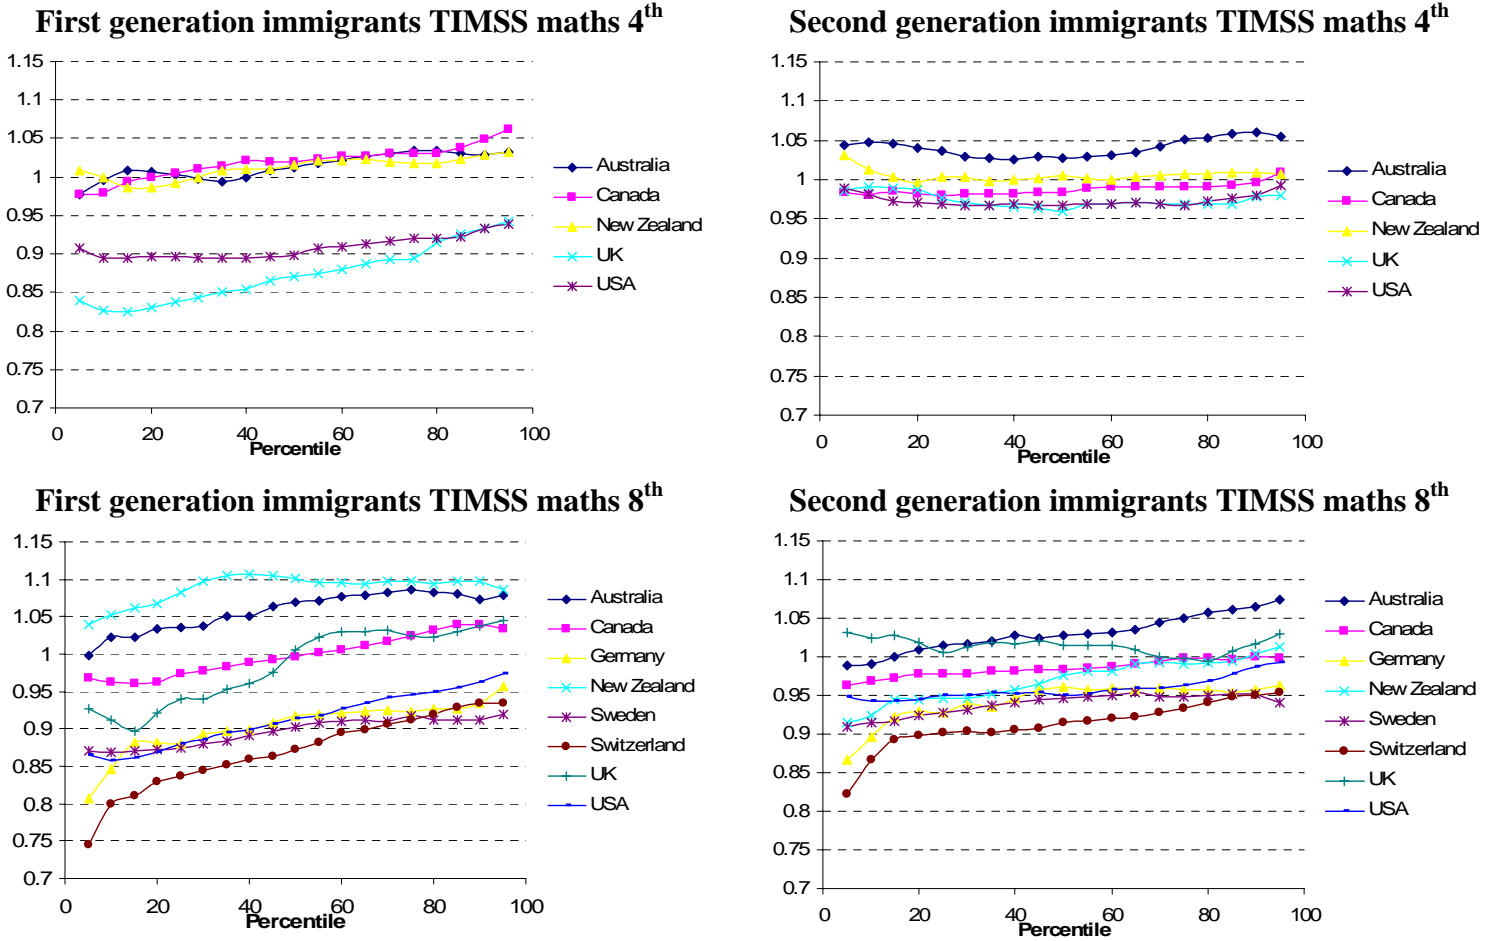 First generation immigrants TIMSS maths 4th
1.15
1.1
1.05
1
0.95
0.9
0.85
0.8
0.75
0.7
0 20 40 60 80 100
Percentile
Australia
Canada
New Zealand
UK
USA
Second generation immigrants TIMSS maths 4th
1.15
1.1
1.05
1
0.95
0.9
0.85
0.8
0.75
0.7
0 20 40 60 80 100
Percentile
Australia
Canada
New Zealand
UK
USA
First generation immigrants TIMSS maths 8th
1.15
1.1
1.05
1
0.95
0.9
0.85
0.8
0.75
0.7
0 20 40 60 80 100
Percentile
Australia
Canada
Germany
New Zealand
Sweden
Switzerland
UK
USA
Second generation immigrants TIMSS maths 8th
1.15
1.1
1.05
1
0.95
0.9
0.85
0.8
0.75
0.7
0 20 40 60 80 100
Percentile
Australia
Canada
Germany
New Zealand
Sweden
Switzerland
UK
USA